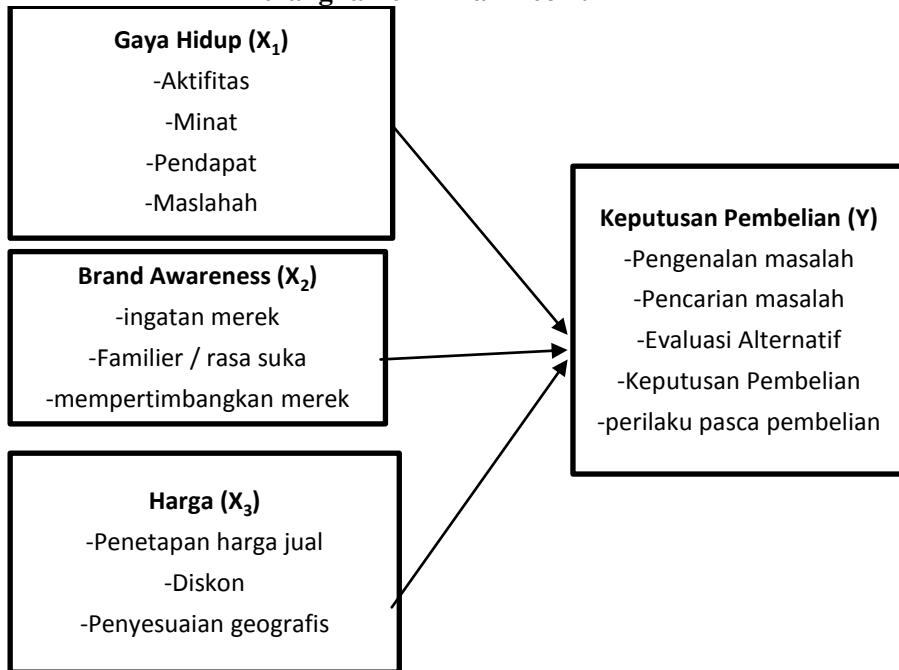 Gaya Hidup (X₁)
-Aktifitas
-Minat
-Pendapat
-Maslahah
Brand Awareness (X₂)
-ingatan merek
-Familier / rasa suka
-mempertimbangkan merek
Harga (X₃)
-Penetapan harga jual
-Diskon
-Penyesuaian geografis
Keputusan Pembelian (Y)
-Pengenalan masalah
-Pencarian masalah
-Evaluasi Alternatif
-Keputusan Pembelian
-perilaku pasca pembelian